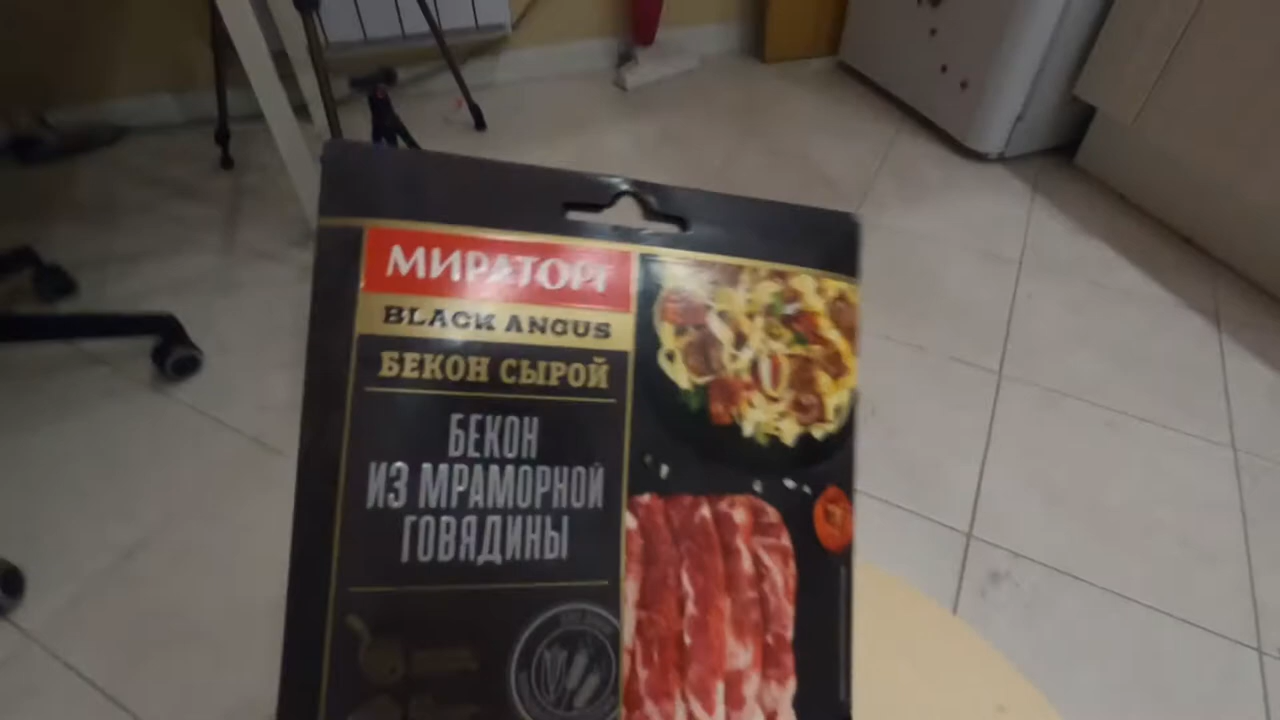 МИРАТОРГ
BLACK ANGUS
БЕКОН СЫРОЙ
БЕКОН
ИЗ МРАМОРНОЙ
ГОВЯДИНЫ